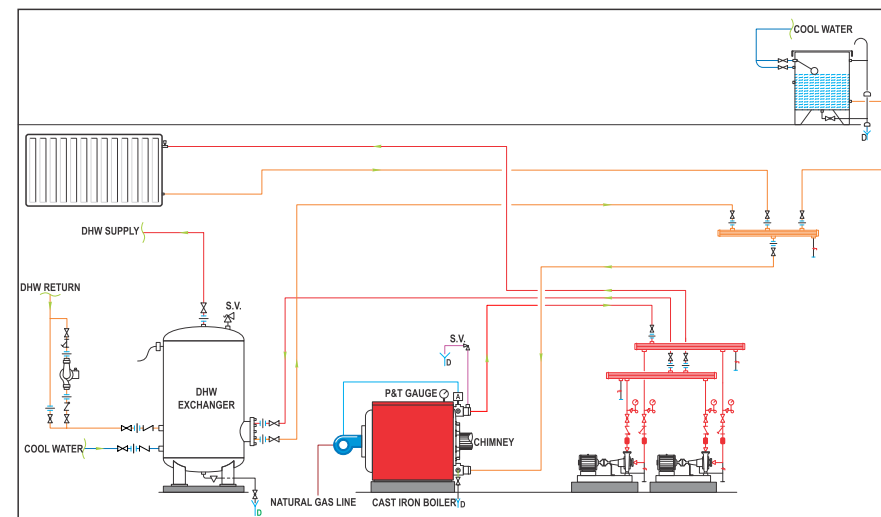 COOL WATER
D
DHW SUPPLY
DHW RETURN
S.V.
S.V.
D
P&T GAUGE
A
DHW
EXCHANGER
CHIMNEY
COOL WATER
NATURAL GAS LINE
CAST IRON BOILER
D
D